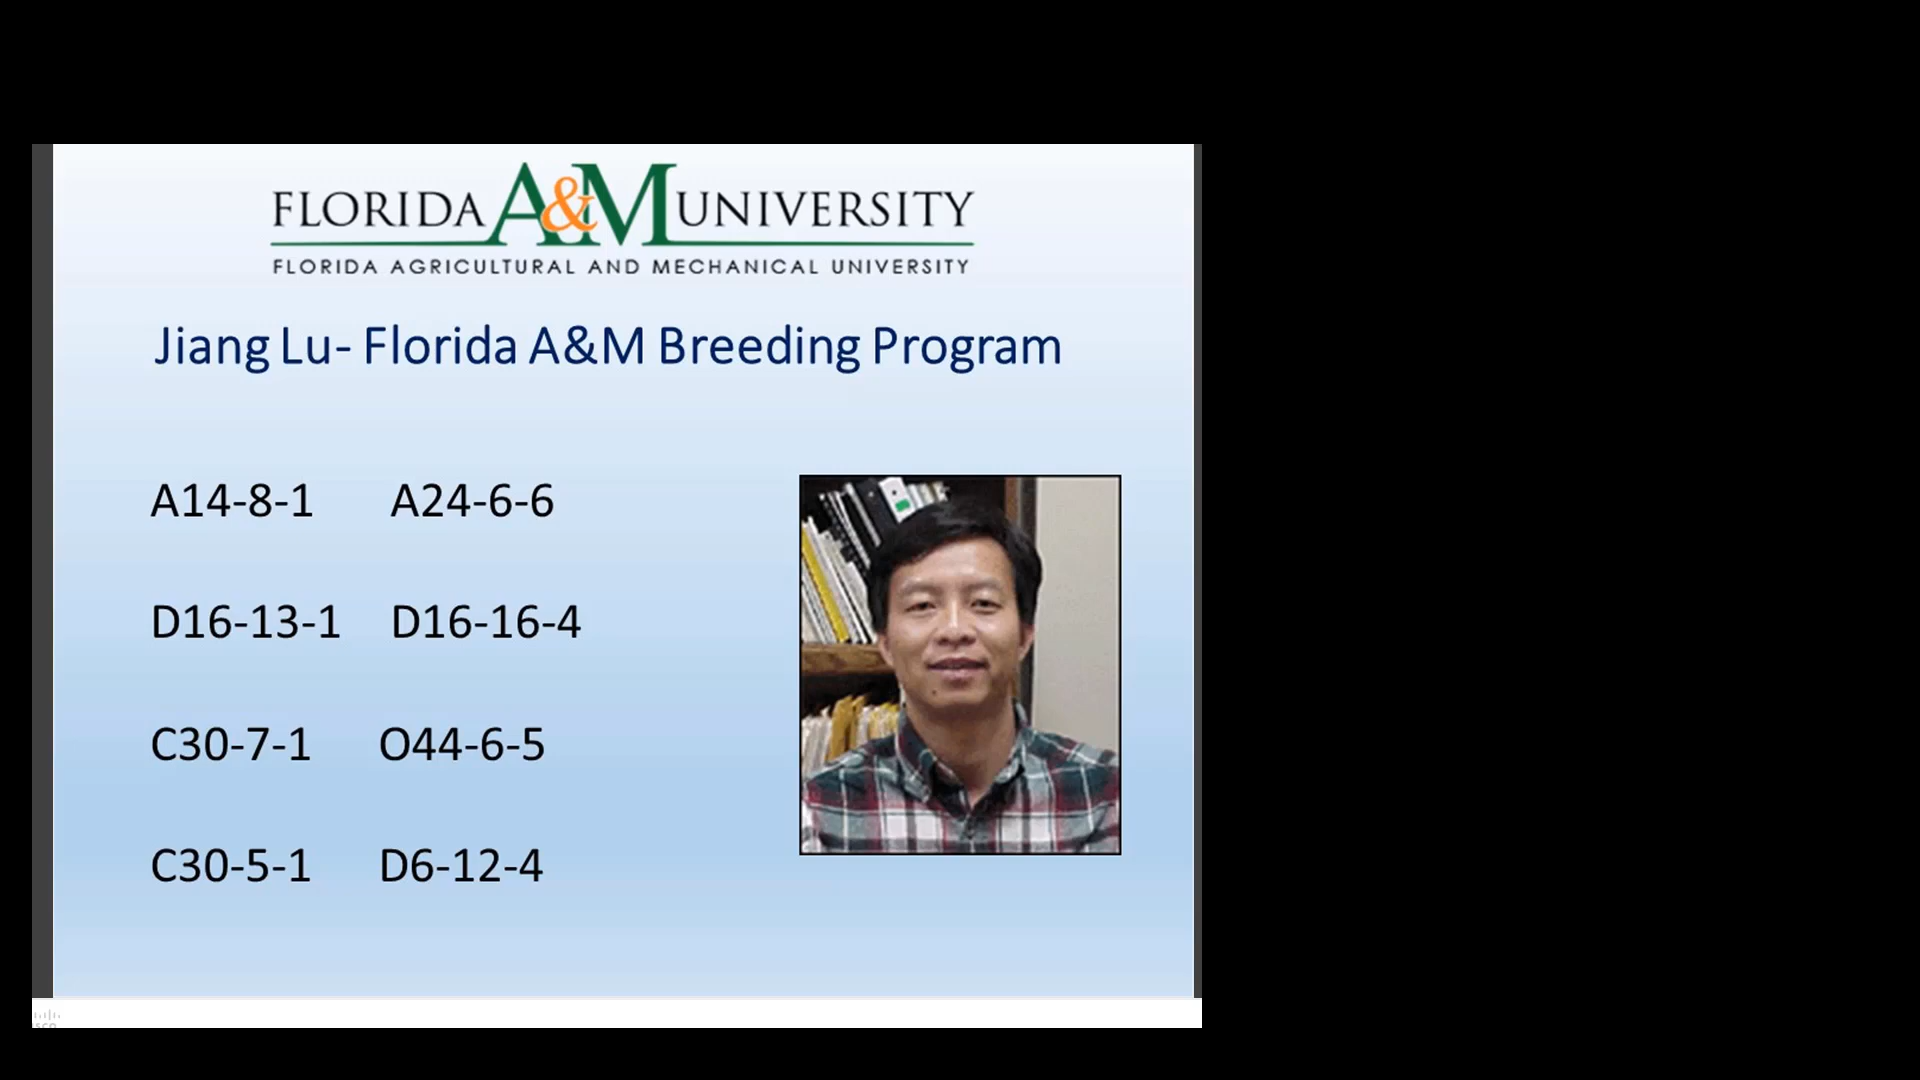 FLORIDA A&M UNIVERSITY
FLORIDA AGRICULTURAL AND MECHANICAL UNIVERSITY
Jiang Lu- Florida A&M Breeding Program
A14-8-1 A24-6-6
D16-13-1 D16-16-4
C30-7-1 O44-6-5
C30-5-1 D6-12-4